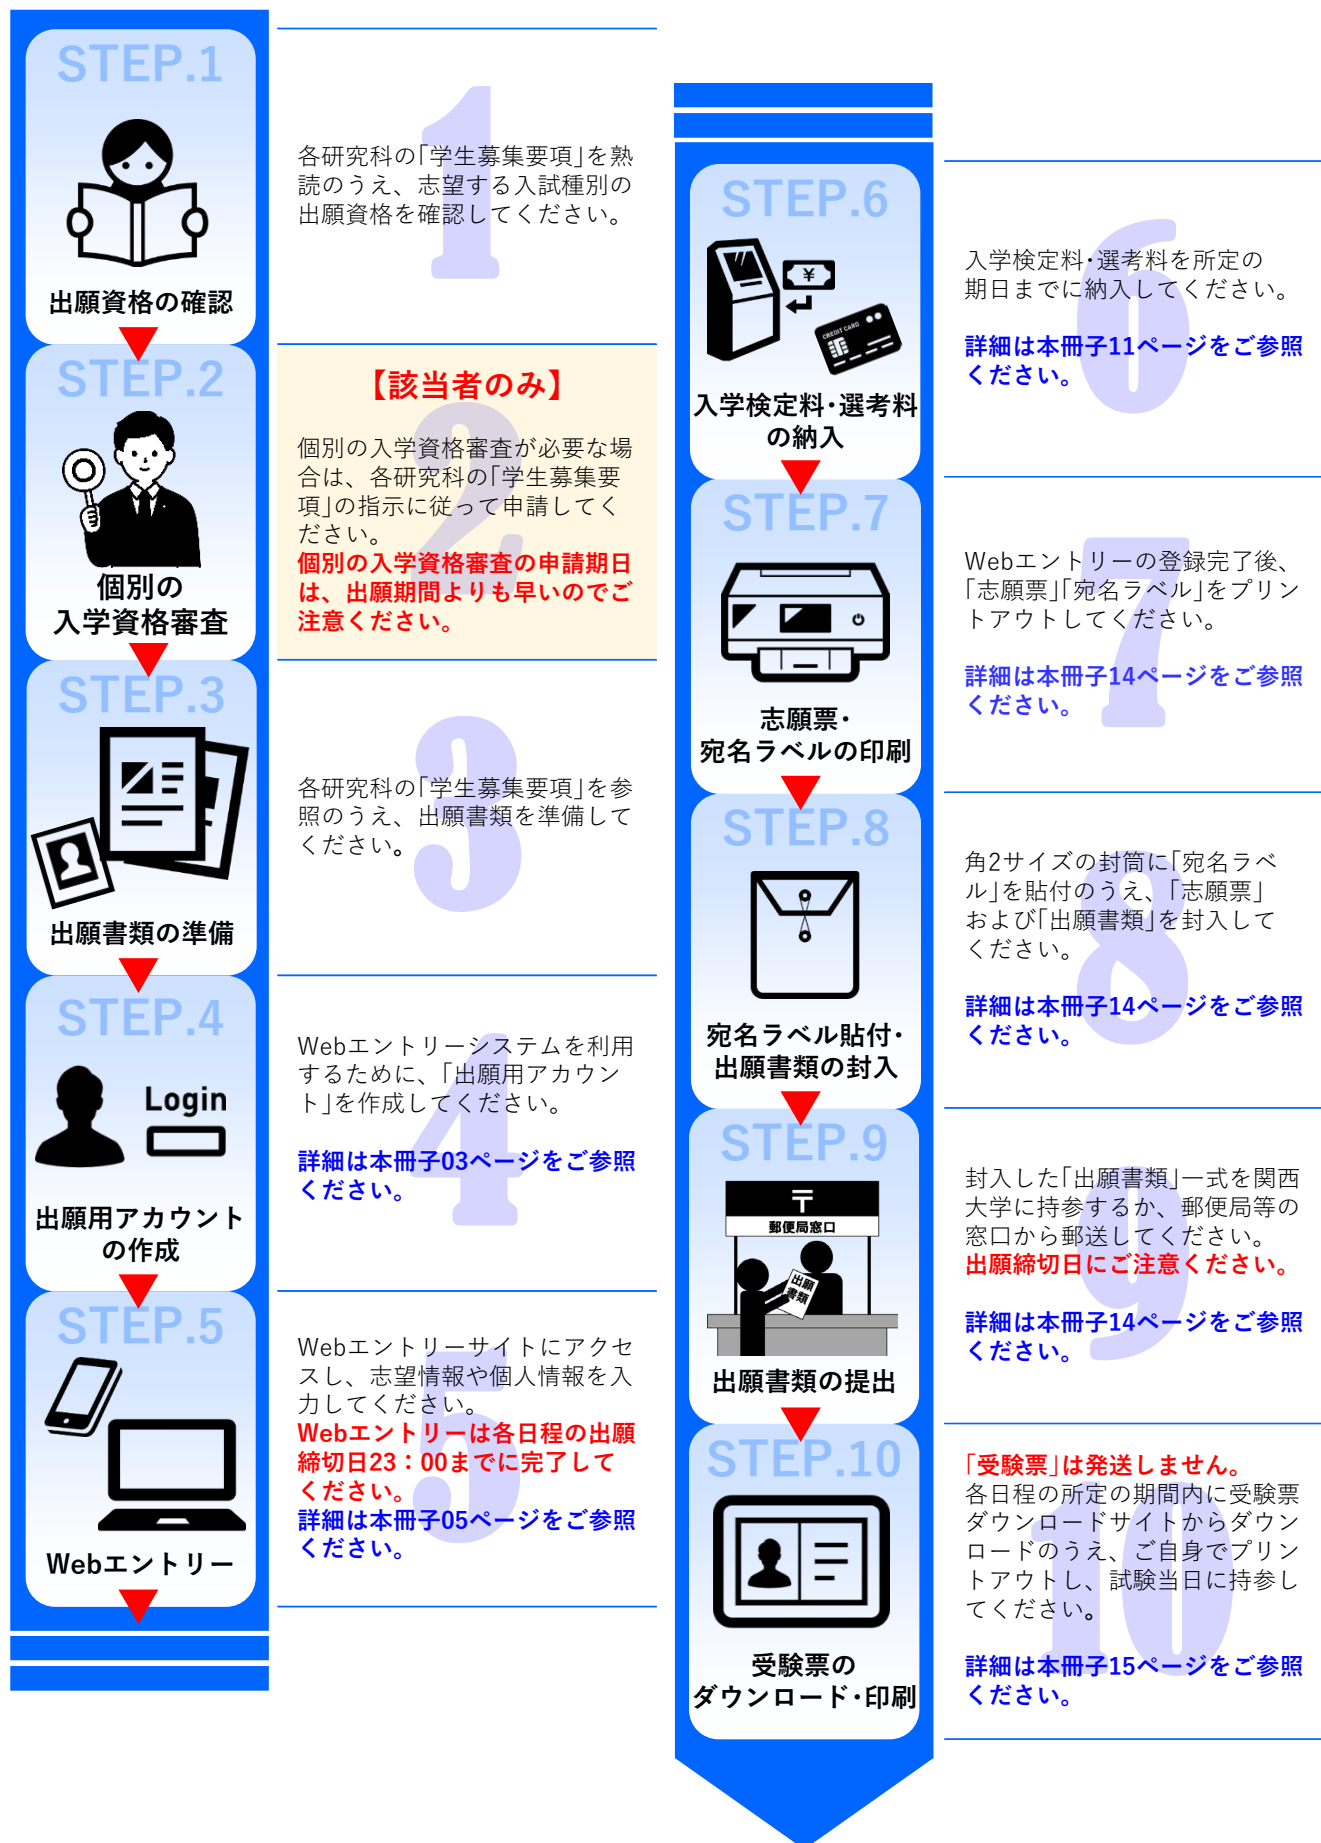 STEP.1
出願資格の確認
1
各研究科の｢学生募集要項｣を熟
読のうえ、志望する入試種別の
出願資格を確認してください。
STEP.2
個別の
入学資格審査
2
【該当者のみ】
個別の入学資格審査が必要な場
合は、各研究科の｢学生募集要
項｣の指示に従って申請してく
ださい。
個別の入学資格審査の申請期日
は、出願期間よりも早いのでご
注意ください。
STEP.3
出願書類の準備
3
各研究科の｢学生募集要項｣を参
照のうえ、出願書類を準備して
ください。
STEP.4
Login
出願用アカウント
の作成
4
Webエントリーシステムを利用
するために、｢出願用アカウン
ト｣を作成してください。
詳細は本冊子03ページをご参照
ください。
STEP.5
Webエントリー
5
Webエントリーサイトにアクセ
スし、志望情報や個人情報を入
力してください。
Webエントリーは各日程の出願
締切日23：00までに完了して
ください。
詳細は本冊子05ページをご参照
ください。
STEP.6
¥
CREDIT CARD
入学検定料･選考料
の納入
6
入学検定料･選考料を所定の
期日までに納入してください。
詳細は本冊子11ページをご参照
ください。
STEP.7
志願票･
宛名ラベルの印刷
7
Webエントリーの登録完了後、
｢志願票｣｢宛名ラベル｣をプリン
トアウトしてください。
詳細は本冊子14ページをご参照
ください。
STEP.8
宛名ラベル貼付･
出願書類の封入
8
角2サイズの封筒に｢宛名ラベ
ル｣を貼付のうえ、｢志願票｣
および｢出願書類｣を封入して
ください。
詳細は本冊子14ページをご参照
ください。
STEP.9
〒
郵便局窓口
出願
書類
出願書類の提出
9
封入した｢出願書類｣一式を関西
大学に持参するか、郵便局等の
窓口から郵送してください。
出願締切日にご注意ください。
詳細は本冊子14ページをご参照
ください。
STEP.10
受験票の
ダウンロード･印刷
10
｢受験票｣は発送しません。
各日程の所定の期間内に受験票
ダウンロードサイトからダウン
ロードのうえ、ご自身でプリン
トアウトし、試験当日に持参し
てください。
詳細は本冊子15ページをご参照
ください。